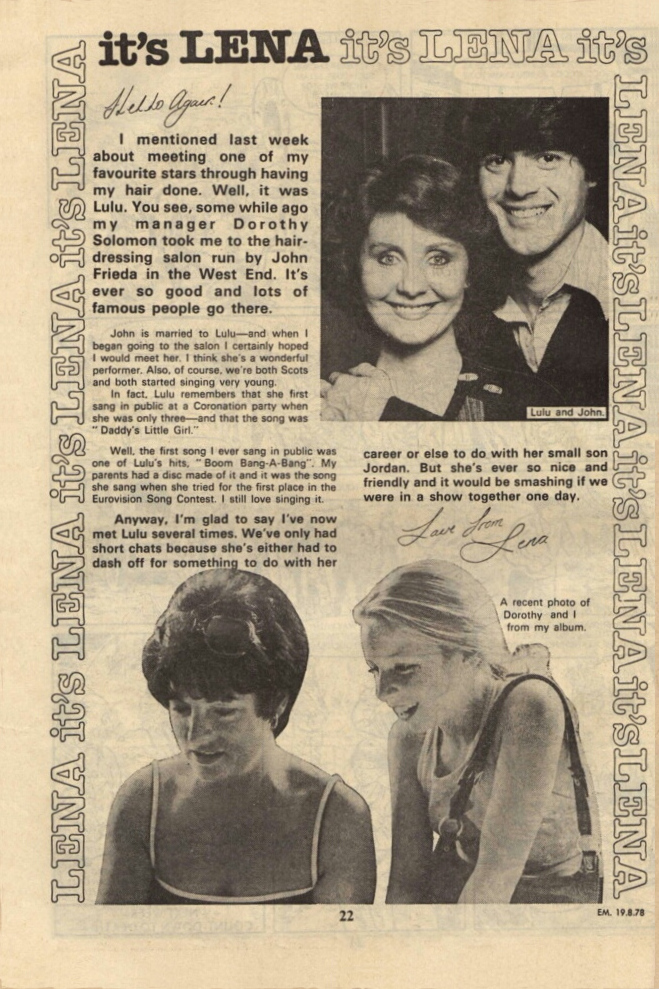 it's LENA it's LENA it's
LENA it's LENA it's LENA it's LENA it's LENA
LENA it's LENA it's LENA it's LENA it's LENA
Hello Again!
I mentioned last week
about meeting one of my
favourite stars through having
my hair done. Well, it was
Lulu. You see, some while ago
my manager Dorothy
Solomon took me to the hair-
dressing salon run by John
Frieda in the West End. It's
ever so good and lots of
famous people go there.
John is married to Lulu—and when I
began going to the salon I certainly hoped
I would meet her. I think she's a wonderful
performer. Also, of course, we're both Scots
and both started singing very young.
In fact, Lulu remembers that she first
sang in public at a Coronation party when
she was only three—and that the song was
"Daddy's Little Girl."
Lulu and John.
Well, the first song I ever sang in public was
one of Lulu's hits, "Boom Bang-A-Bang". My
parents had a disc made of it and it was the song
she sang when she tried for the first place in the
Eurovision Song Contest. I still love singing it.
Anyway, I'm glad to say I've now
met Lulu several times. We've only had
short chats because she's either had to
dash off for something to do with her
career or else to do with her small son
Jordan. But she's ever so nice and
friendly and it would be smashing if we
were in a show together one day.
Love from
Lena
A recent photo of
Dorothy and I
from my album.
22
EM. 19.8.78